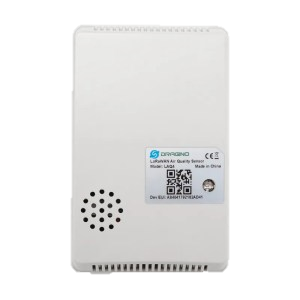 DRAGINO
LoRaWAN Air Quality Sensor
Model: LAQ4
Made in China
CE